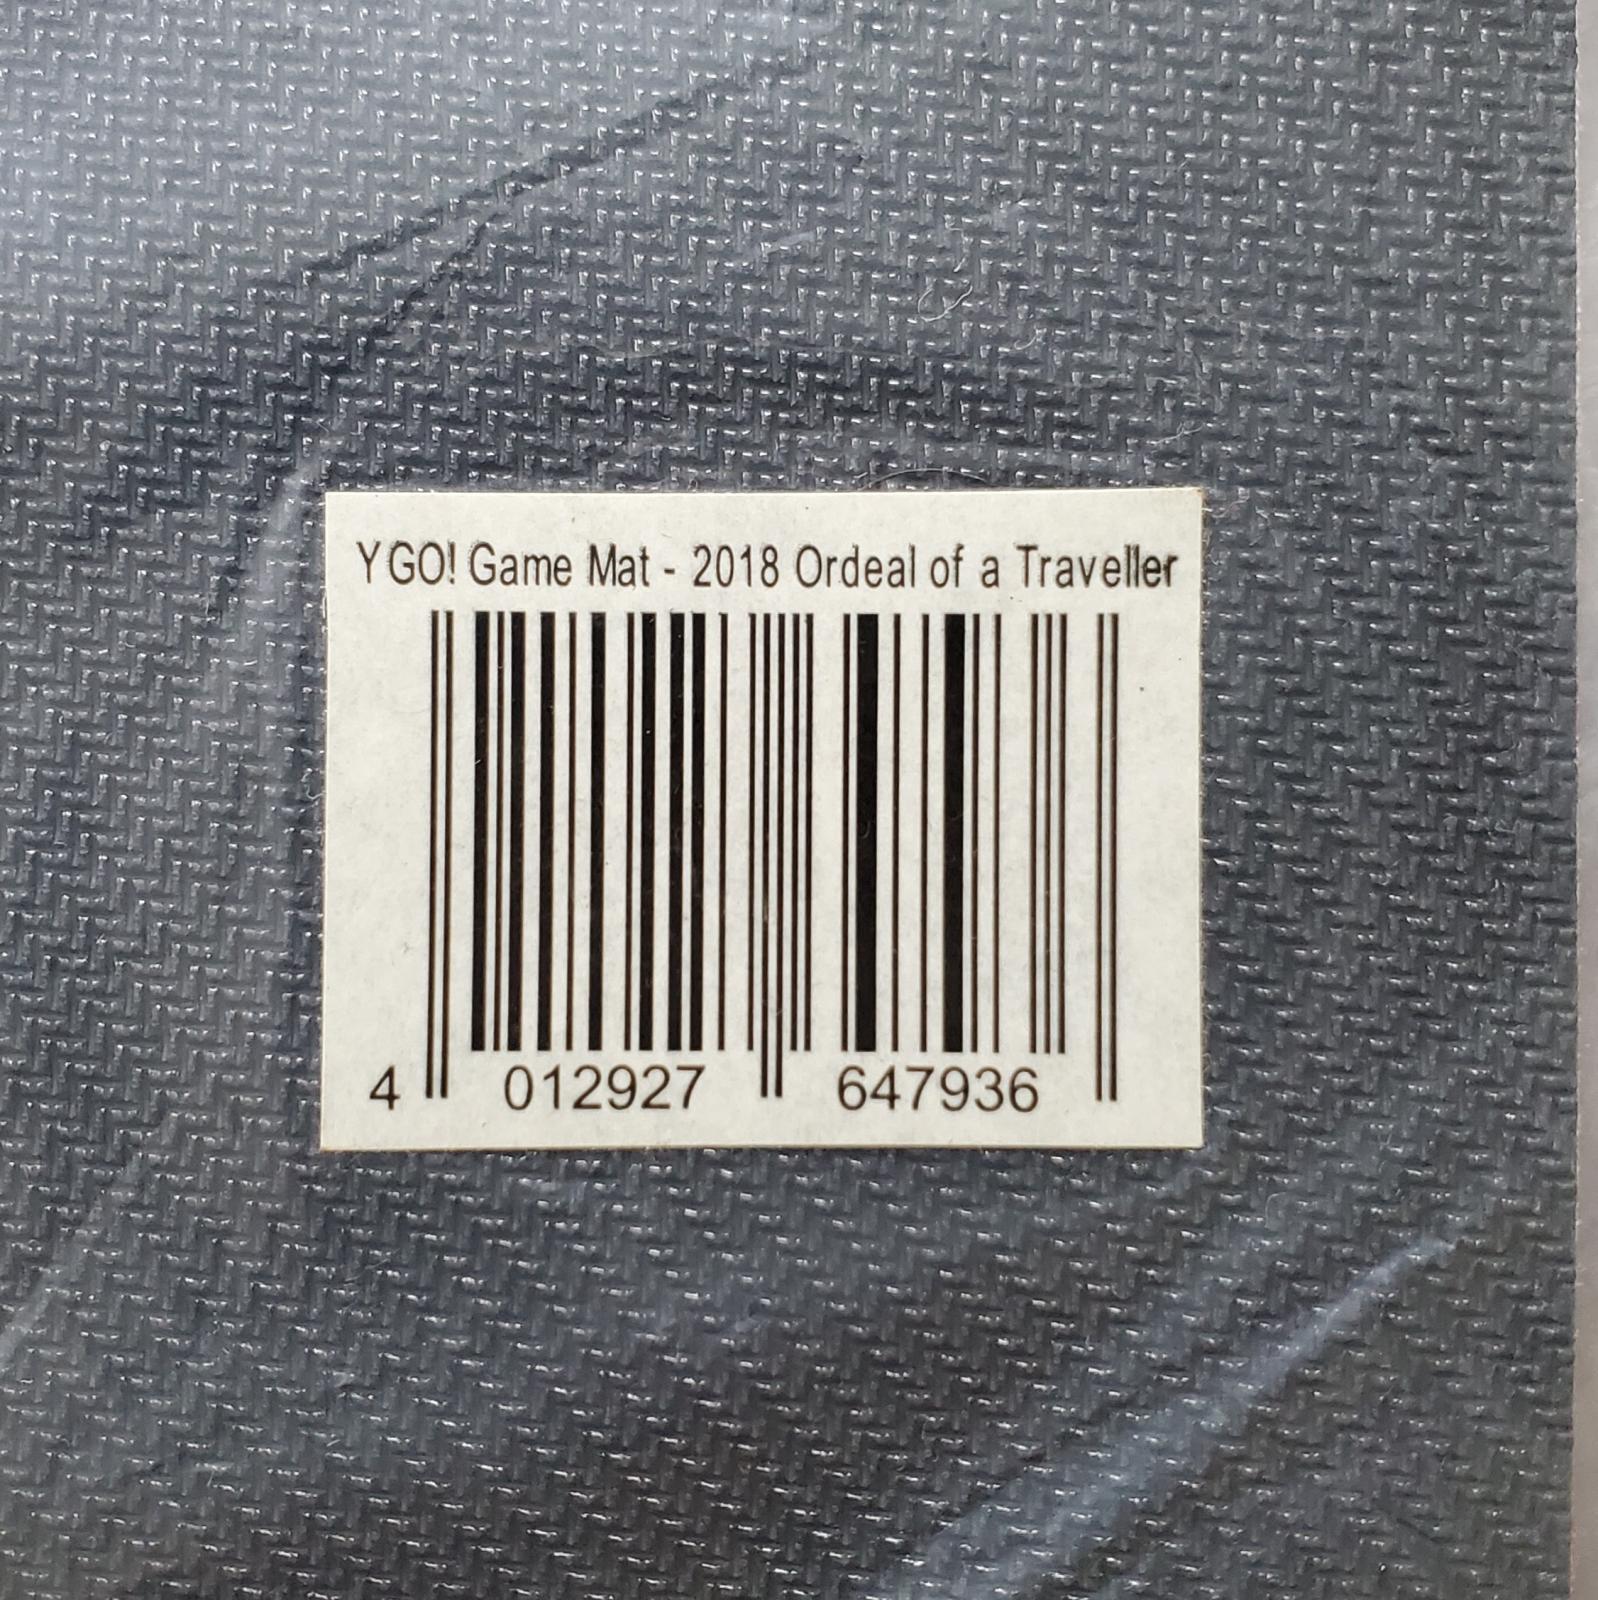 YGO! Game Mat - 2018 Ordeal of a Traveller
4 012927 647936